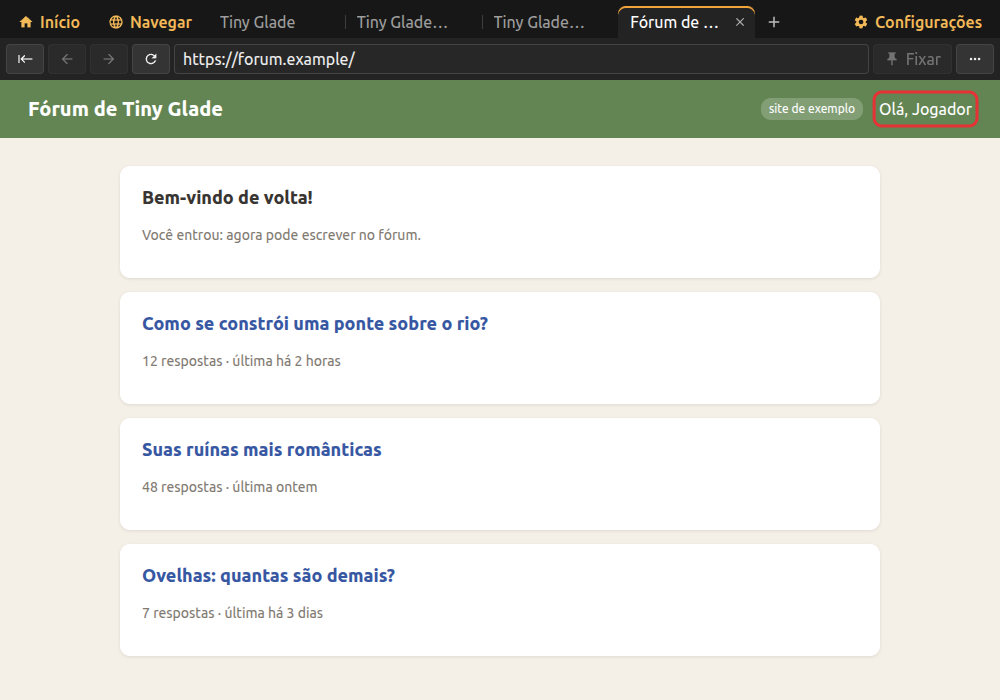 Início Navegar Tiny Glade Tiny Glade… Tiny Glade… Fórum de … Configurações
https://forum.example/ Fixar
Fórum de Tiny Glade site de exemplo Olá, Jogador
Bem-vindo de volta!
Você entrou: agora pode escrever no fórum.
Como se constrói uma ponte sobre o rio?
12 respostas · última há 2 horas
Suas ruínas mais românticas
48 respostas · última ontem
Ovelhas: quantas são demais?
7 respostas · última há 3 dias